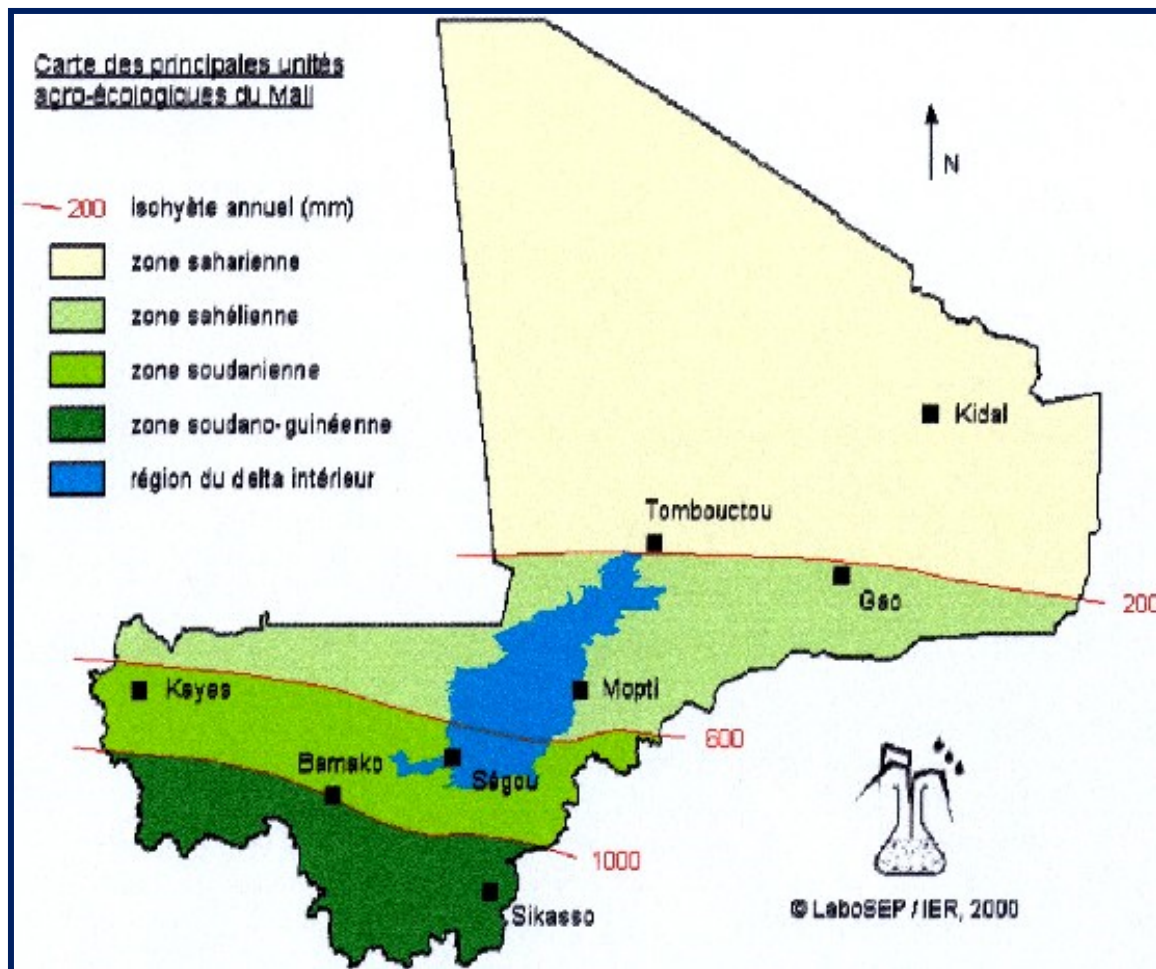 Carte des principales unités
agro-écologiques du Mali
200 isohyète annuel (mm)
zone saharienne
zone sahélienne
zone soudanienne
zone soudano-guinéenne
région du delta intérieur
N
Kidal
Tombouctou
Gao
200
Kayes
Mopti
600
Bamako
Ségou
1000
Sikasso
© LaboSEP / IER, 2000